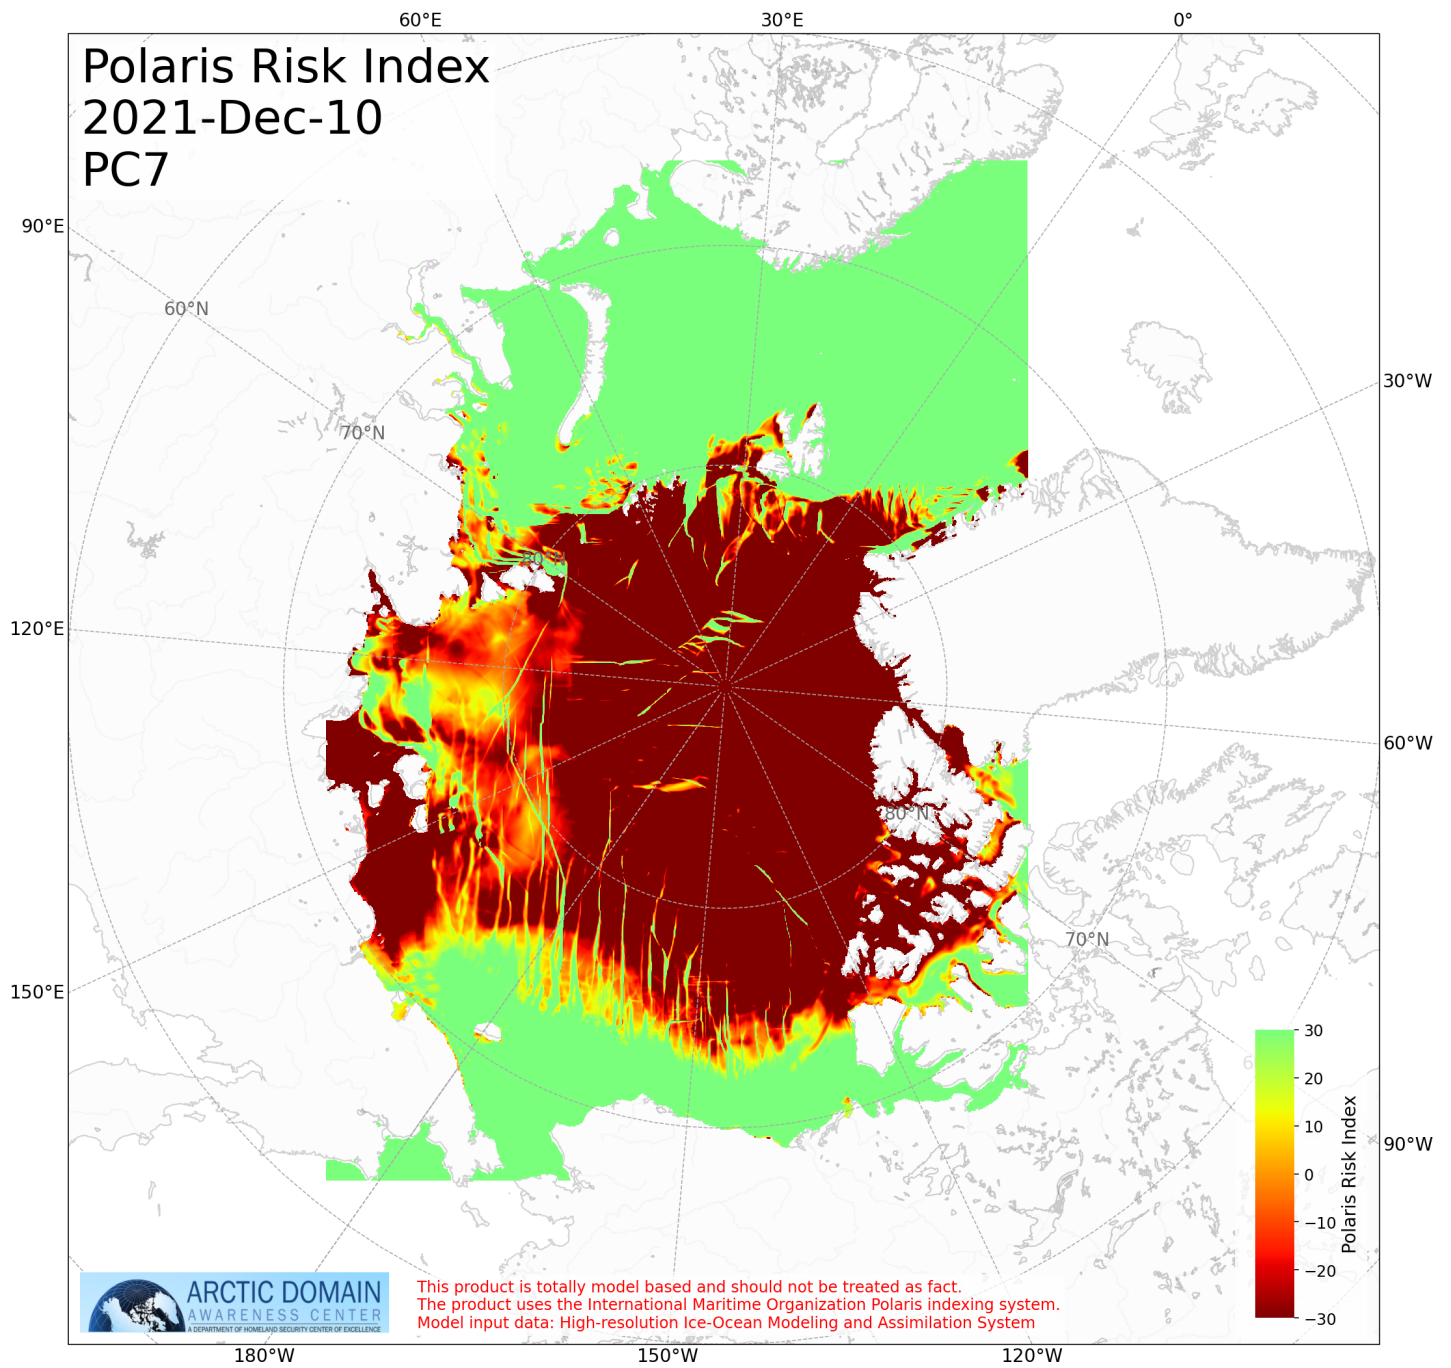 60°E 30°E 0°
Polaris Risk Index
2021-Dec-10
PC7
90°E
60°N
30°W
70°N
80°N
120°E
60°W
80°N
70°N
150°E
30
20
10
0
−10
−20
−30
Polaris Risk Index
90°W
ARCTIC DOMAIN
AWARENESS CENTER
A DEPARTMENT OF HOMELAND SECURITY CENTER OF EXCELLENCE
This product is totally model based and should not be treated as fact.
The product uses the International Maritime Organization Polaris indexing system.
Model input data: High-resolution Ice-Ocean Modeling and Assimilation System
180°W 150°W 120°W